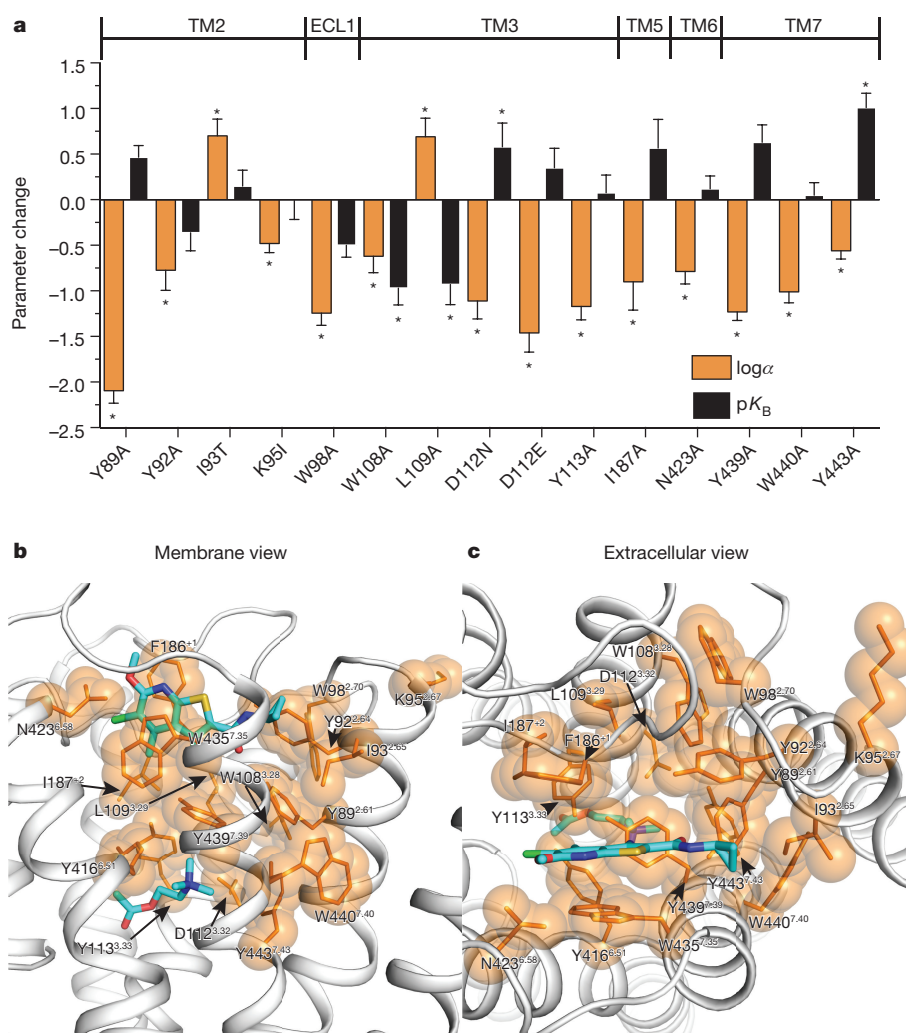 a
TM2 ECL1 TM3 TM5 TM6 TM7
1.5
1.0
0.5
0.0
−0.5
−1.0
−1.5
−2.0
−2.5
Parameter change
* * * * * * * * * * * * * * * * * * *
logα
pK_B
Y89A Y92A I93T K95I W98A W108A L109A D112N D112E Y113A I187A N423A Y439A W440A Y443A
b Membrane view
F186+1
N4236.58
W4357.35
W982.70
K952.67
Y922.64
I932.65
I187+2
L1093.29
W1083.28
Y892.61
Y4397.39
Y4166.51
Y1133.33
D1123.32
Y4437.43
W4407.40
c Extracellular view
W1083.28
D1123.32
L1093.29
W982.70
I187+2
F186+1
Y922.64
K952.67
Y892.61
I932.65
Y1133.33
Y4437.43
Y4397.39
W4407.40
W4357.35
Y4166.51
N4236.58